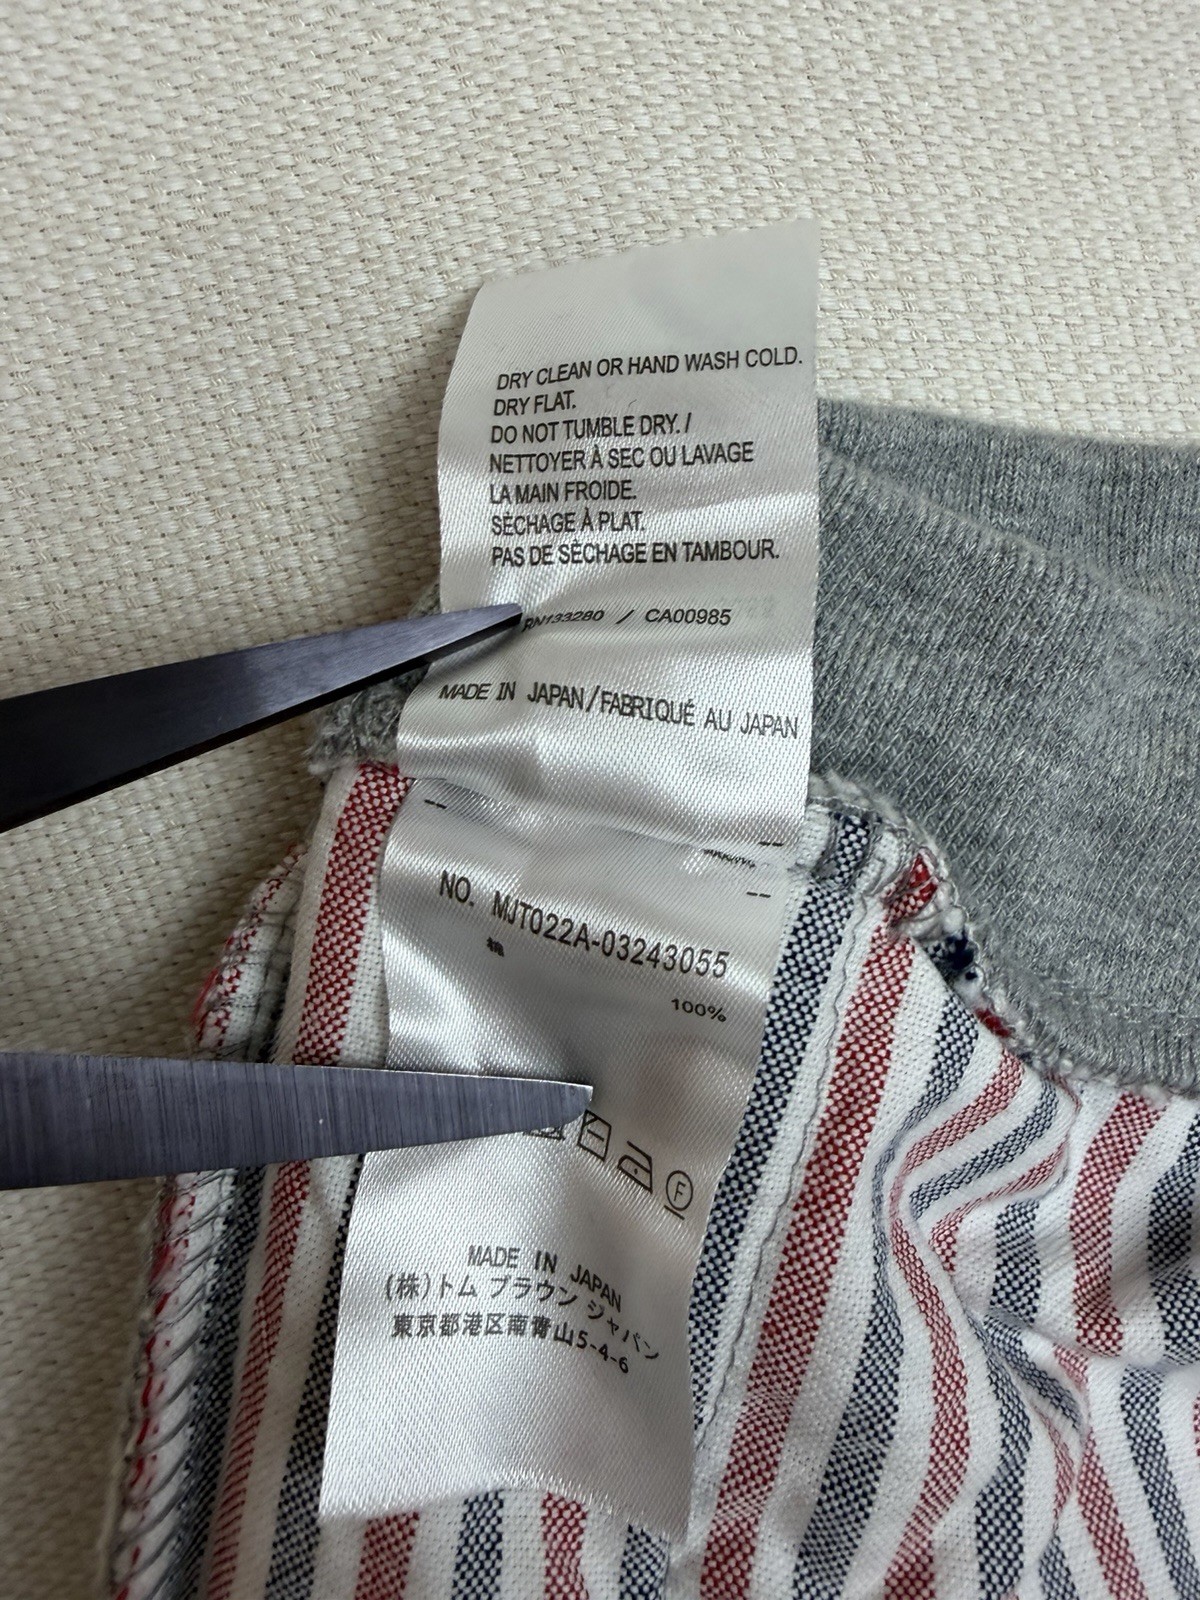 DRY CLEAN OR HAND WASH COLD.
DRY FLAT.
DO NOT TUMBLE DRY. /
NETTOYER À SEC OU LAVAGE
LA MAIN FROIDE.
SÉCHAGE À PLAT.
PAS DE SÉCHAGE EN TAMBOUR.
RN133280 / CA00985
MADE IN JAPAN/FABRIQUÉ AU JAPAN
NO. MJT022A-03243055
綿
100%
F
MADE IN JAPAN
(株)トム ブラウン ジャパン
東京都港区南青山5-4-6